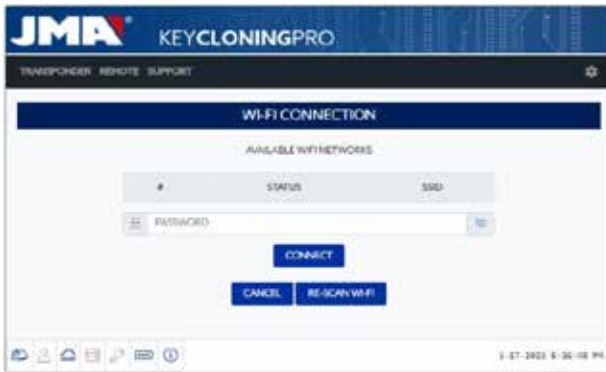 JMA KEYCLONINGPRO
TRANSPONDER REMOTE SUPPORT
WI-FI CONNECTION
AVAILABLE WIFI NETWORKS
# STATUS SSID
PASSWORD
CONNECT
CANCEL RE-SCAN WI-FI